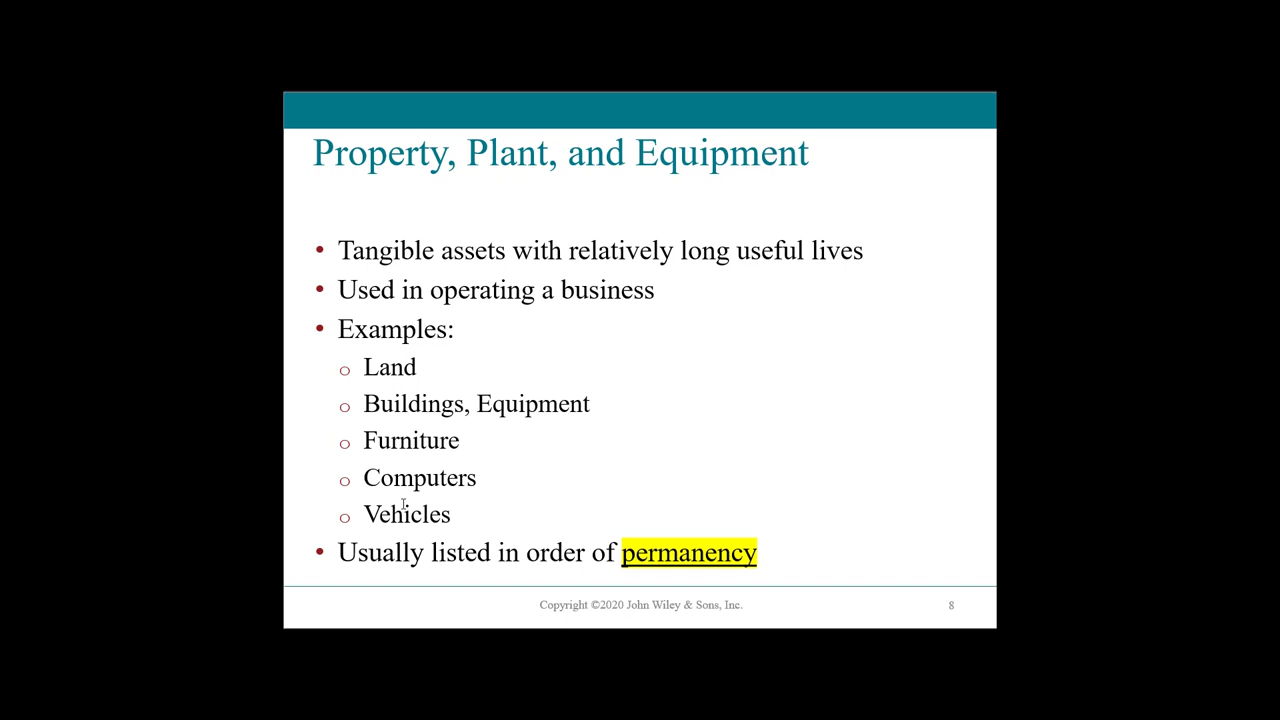 Property, Plant, and Equipment
• Tangible assets with relatively long useful lives
• Used in operating a business
• Examples:
o Land
o Buildings, Equipment
o Furniture
o Computers
o Vehicles
• Usually listed in order of permanency
Copyright ©2020 John Wiley & Sons, Inc.
8